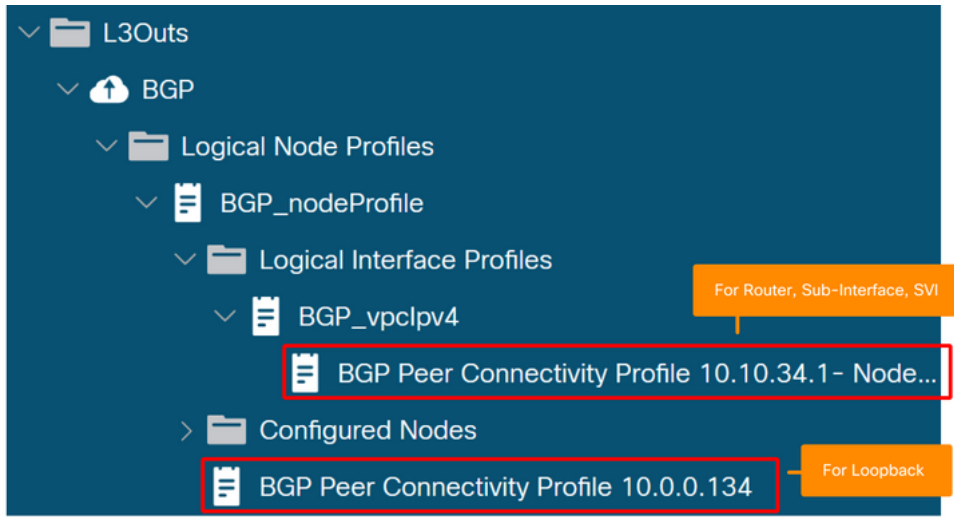 L3Outs
BGP
Logical Node Profiles
BGP_nodeProfile
Logical Interface Profiles
For Router, Sub-Interface, SVI
BGP_vpcIpv4
BGP Peer Connectivity Profile 10.10.34.1- Node...
Configured Nodes
For Loopback
BGP Peer Connectivity Profile 10.0.0.134